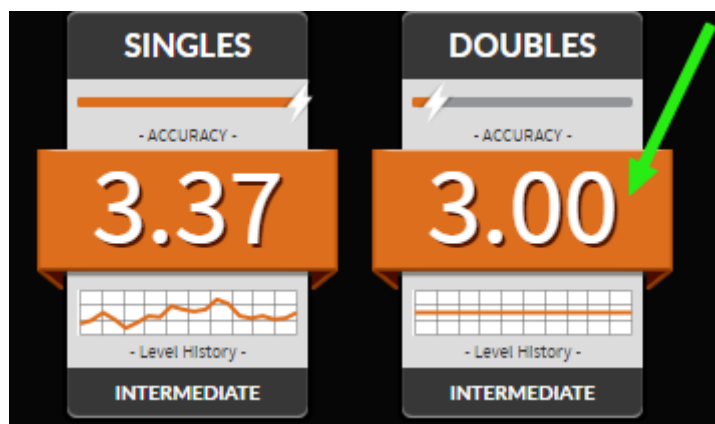 SINGLES
- ACCURACY -
3.37
- Level History -
INTERMEDIATE
DOUBLES
- ACCURACY -
3.00
- Level History -
INTERMEDIATE